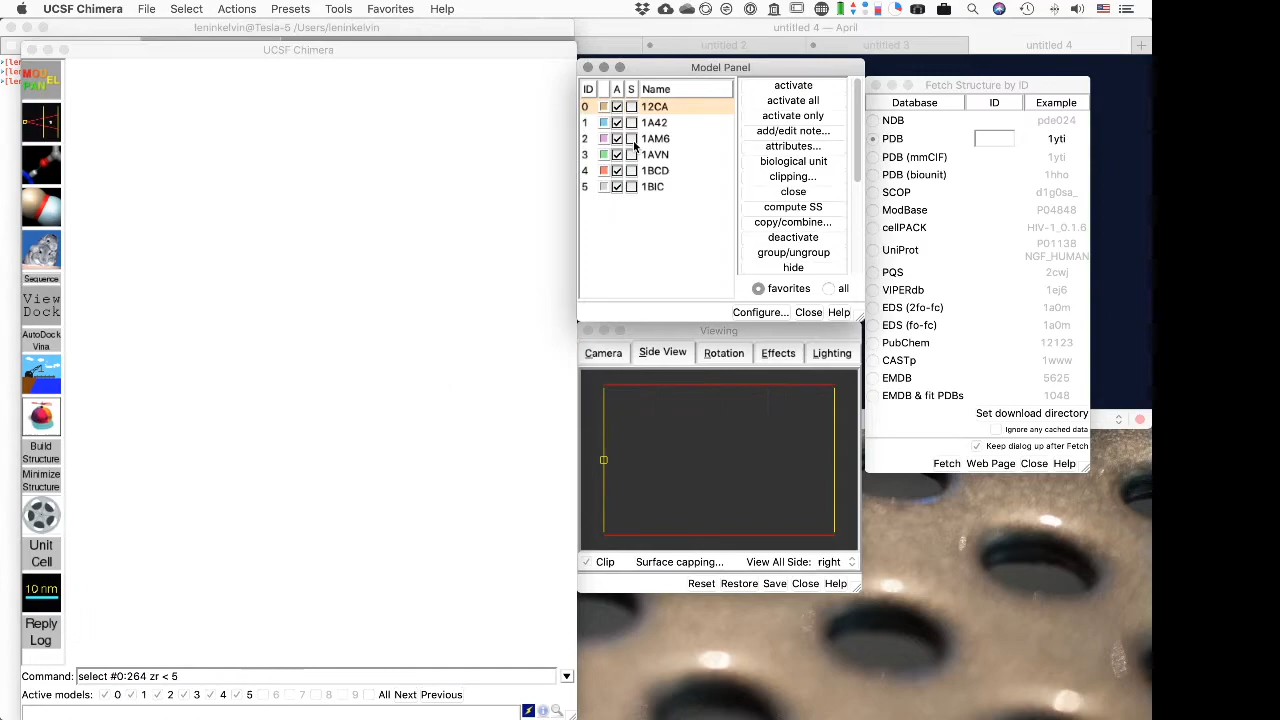 UCSF Chimera File Select Actions Presets Tools Favorites Help
leninkelvin@Tesla-5 /Users/leninkelvin
untitled 4 — April
untitled 2 untitled 3 untitled 4
UCSF Chimera
MOD PAN EL
Sequence
View Dock
AutoDock Vina
Build Structure
Minimize Structure
Unit Cell
10 nm
Reply Log
Model Panel
ID A S Name
0 12CA
1 1A42
2 1AM6
3 1AVN
4 1BCD
5 1BIC
activate
activate all
activate only
add/edit note...
attributes...
biological unit
clipping...
close
compute SS
copy/combine...
deactivate
group/ungroup
hide
favorites all
Configure... Close Help
Viewing
Camera Side View Rotation Effects Lighting
Clip Surface capping... View All Side: right
Reset Restore Save Close Help
Fetch Structure by ID
Database ID Example
NDB pde024
PDB 1yti
PDB (mmCIF) 1yti
PDB (biounit) 1hho
SCOP d1g0sa_
ModBase P04848
cellPACK HIV-1_0.1.6
UniProt P01138 NGF_HUMAN
PQS 2cwj
VIPERdb 1ej6
EDS (2fo-fc) 1a0m
EDS (fo-fc) 1a0m
PubChem 12123
CASTp 1www
EMDB 5625
EMDB & fit PDBs 1048
Set download directory
Ignore any cached data
Keep dialog up after Fetch
Fetch Web Page Close Help
Command: select #0:264 zr < 5
Active models: 0 1 2 3 4 5 6 7 8 9 All Next Previous